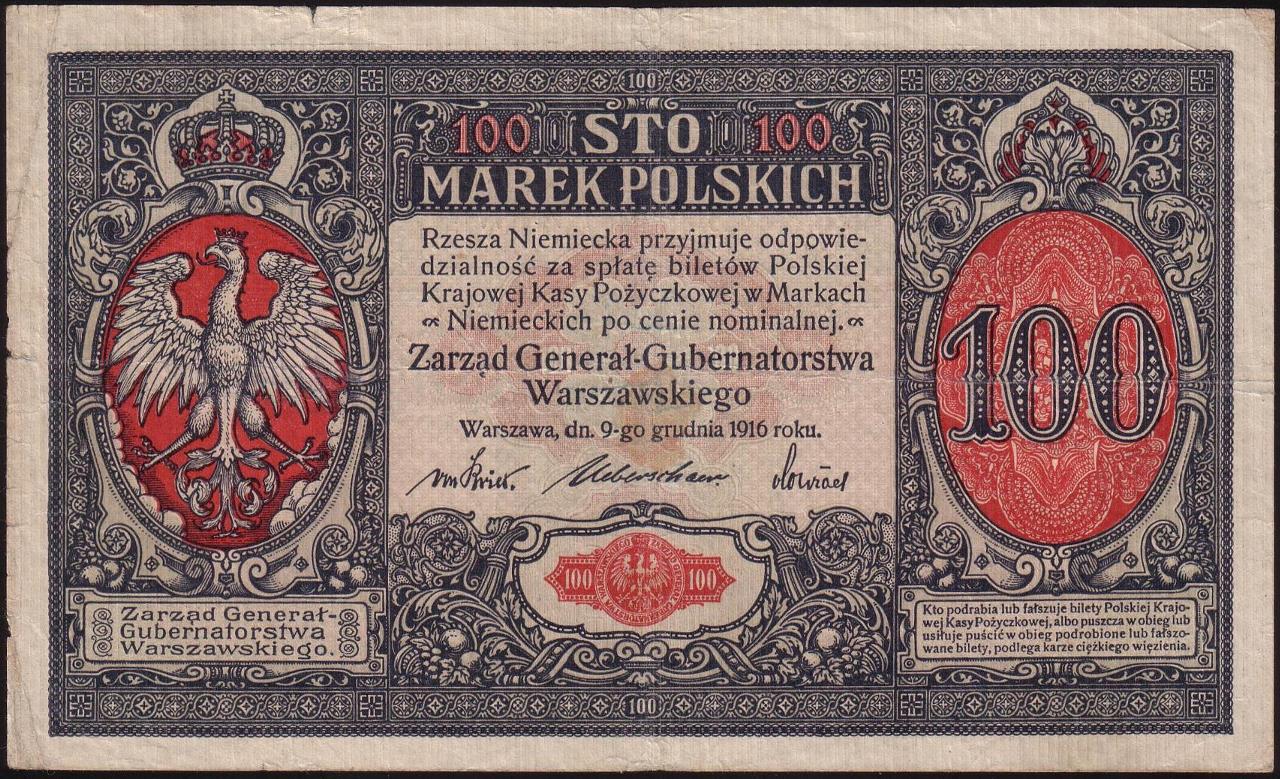 100
100 STO 100
MAREK POLSKICH
Rzesza Niemiecka przyjmuje odpowie-
dzialność za spłatę biletów Polskiej
Krajowej Kasy Pożyczkowej w Markach
Niemieckich po cenie nominalnej.
Zarząd Generał-Gubernatorstwa
Warszawskiego
Warszawa, dn. 9-go grudnia 1916 roku.
100
100 100
Zarząd Generał-
Gubernatorstwa
Warszawskiego.
Kto podrabia lub fałszuje bilety Polskiej Krajo-
wej Kasy Pożyczkowej, albo puszcza w obieg lub
usiłuje puścić w obieg podrobione lub fałszo-
wane bilety, podlega karze ciężkiego więzienia.
100